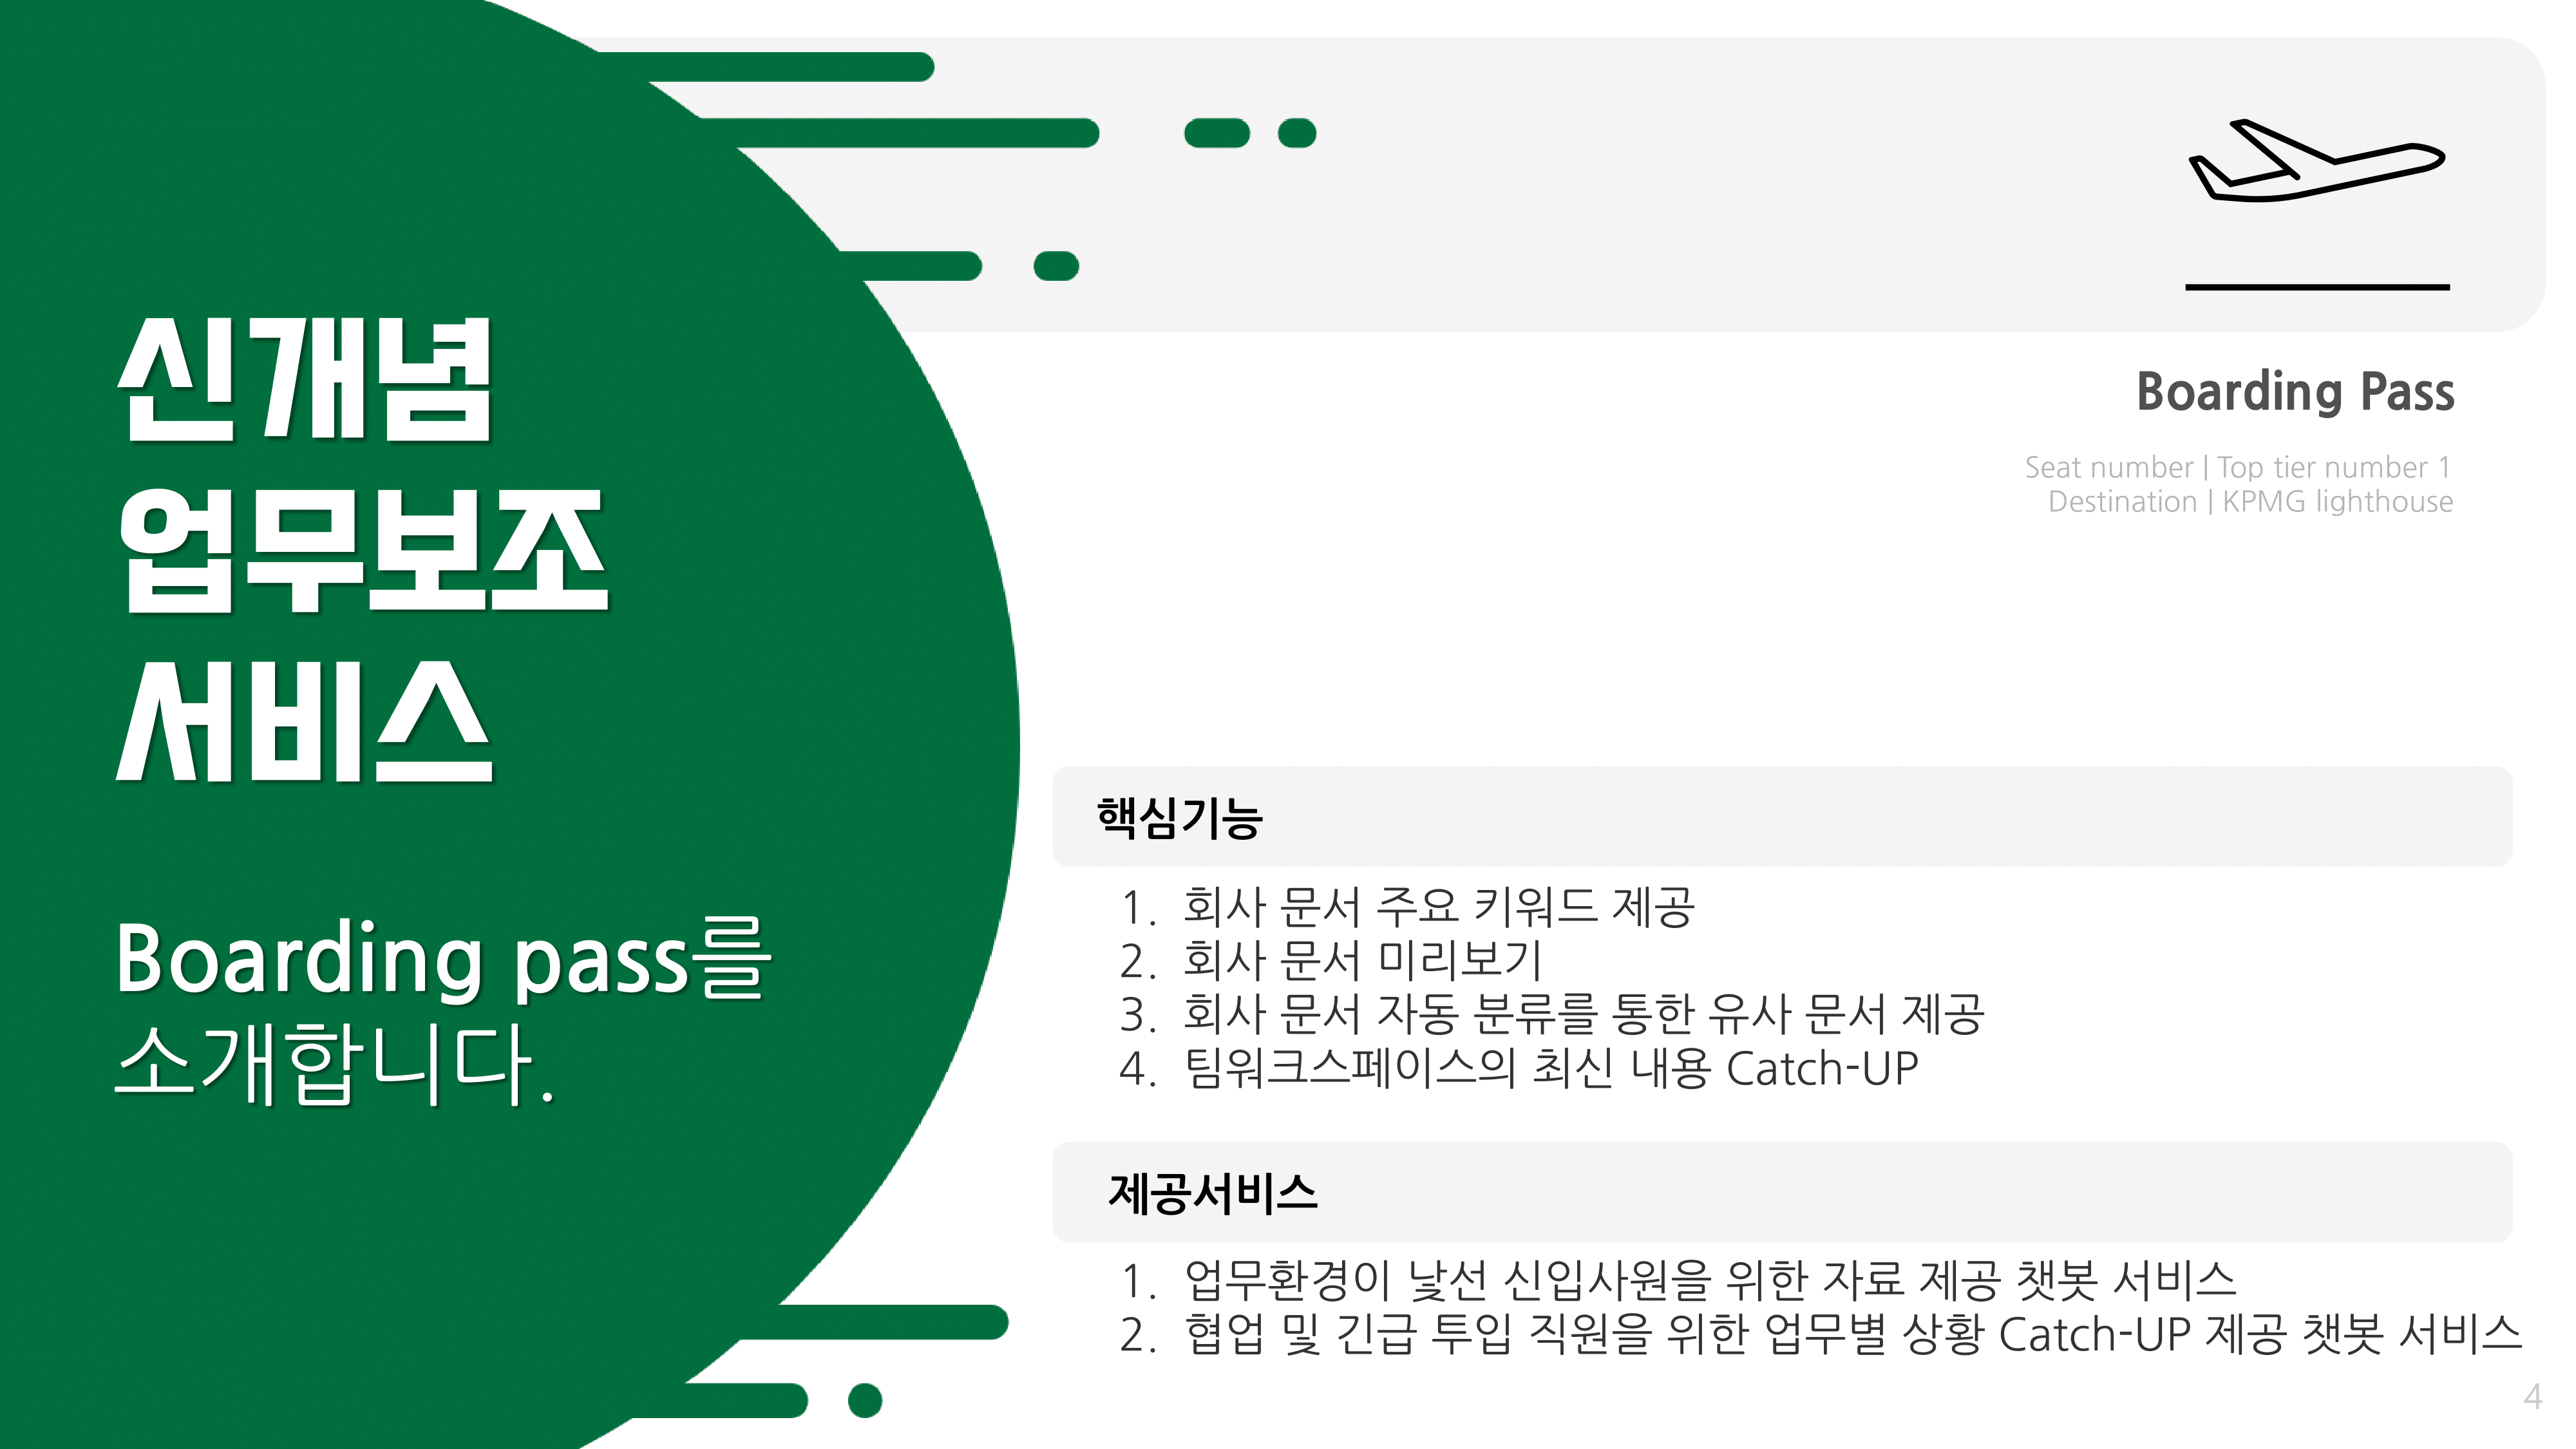 신개념
업무보조
서비스
Boarding pass를
소개합니다.
Boarding Pass
Seat number | Top tier number 1
Destination | KPMG lighthouse
핵심기능
1. 회사 문서 주요 키워드 제공
2. 회사 문서 미리보기
3. 회사 문서 자동 분류를 통한 유사 문서 제공
4. 팀워크스페이스의 최신 내용 Catch-UP
제공서비스
1. 업무환경이 낯선 신입사원을 위한 자료 제공 챗봇 서비스
2. 협업 및 긴급 투입 직원을 위한 업무별 상황 Catch-UP 제공 챗봇 서비스
4